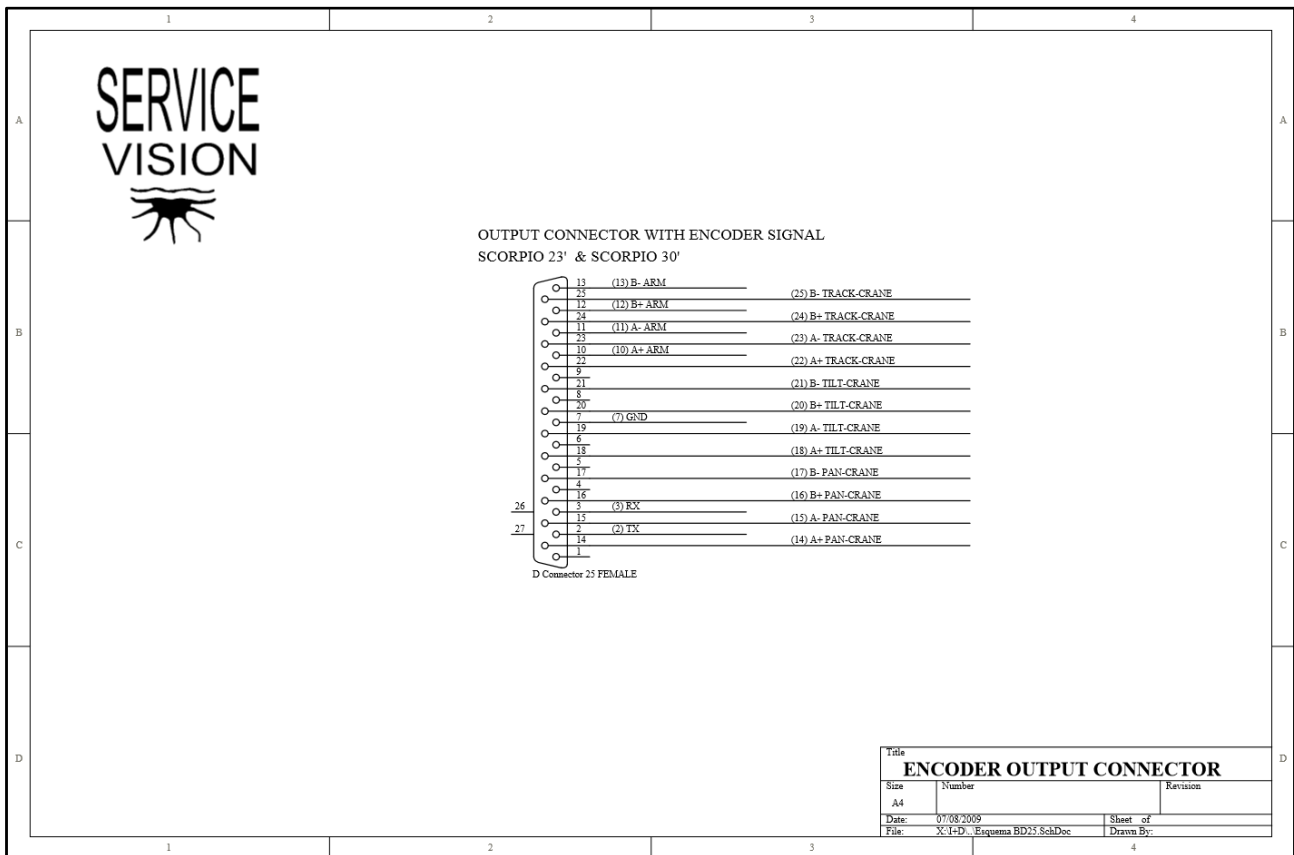 1 2 3 4
A A
SERVICE
VISION
OUTPUT CONNECTOR WITH ENCODER SIGNAL
SCORPIO 23' & SCORPIO 30'
13 (13) B- ARM
25 (25) B- TRACK-CRANE
12 (12) B+ ARM
24 (24) B+ TRACK-CRANE
11 (11) A- ARM
23 (23) A- TRACK-CRANE
10 (10) A+ ARM
22 (22) A+ TRACK-CRANE
9
21 (21) B- TILT-CRANE
8
20 (20) B+ TILT-CRANE
7 (7) GND
19 (19) A- TILT-CRANE
6
18 (18) A+ TILT-CRANE
5
17 (17) B- PAN-CRANE
4
16 (16) B+ PAN-CRANE
26 3 (3) RX
15 (15) A- PAN-CRANE
27 2 (2) TX
14 (14) A+ PAN-CRANE
1
D Connector 25 FEMALE
B B
C C
D D
Title
ENCODER OUTPUT CONNECTOR
Size Number Revision
A4
Date: 07/08/2009 Sheet of
File: X:\I+D\..\Esquema BD25.SchDoc Drawn By:
1 2 3 4